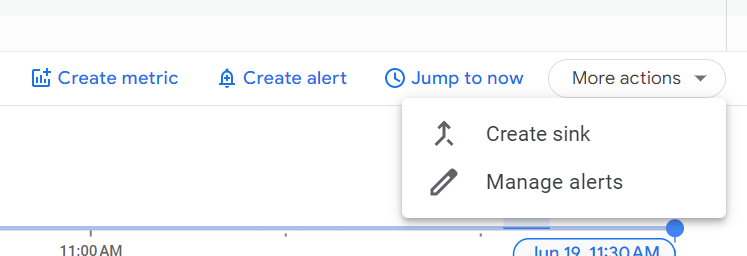 Create metric Create alert Jump to now More actions
Create sink
Manage alerts
11:00 AM
Jun 19, 11:30 AM